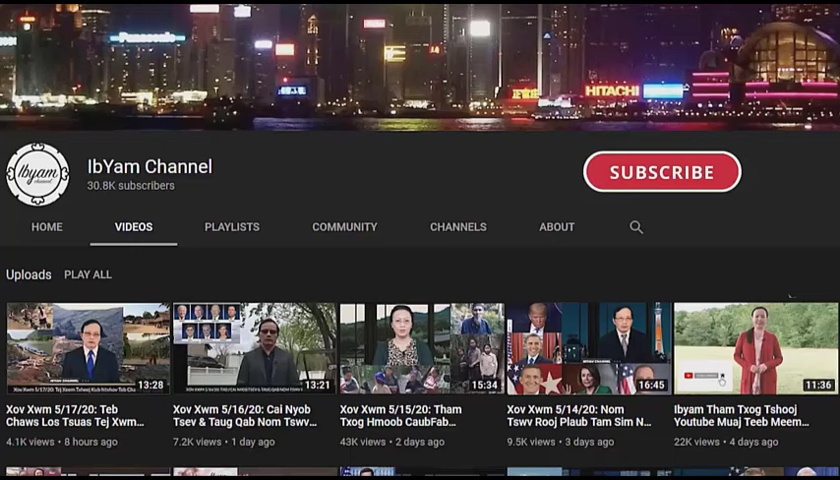 Panasonic
HITACHI
Ibyam
channel
IbYam Channel
30.8K subscribers
SUBSCRIBE
HOME VIDEOS PLAYLISTS COMMUNITY CHANNELS ABOUT
Uploads PLAY ALL
13:28 13:21 15:34 16:45 11:36
Xov Xwm 5/17/20: Teb
Chaws Los Tsuas Tej Xwm...
4.1K views • 8 hours ago
Xov Xwm 5/16/20: Cai Nyob
Tsev & Taug Qab Nom Tswv...
7.2K views • 1 day ago
Xov Xwm 5/15/20: Tham
Txog Hmoob CaubFab...
43K views • 2 days ago
Xov Xwm 5/14/20: Nom
Tswv Rooj Plaub Tam Sim N...
9.5K views • 3 days ago
Ibyam Tham Txog Tshooj
Youtube Muaj Teeb Meem...
22K views • 4 days ago